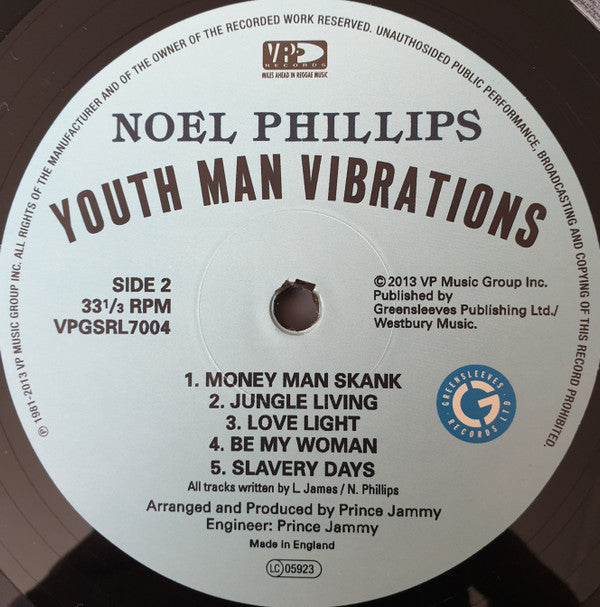 ALL RIGHTS OF THE MANUFACTURER AND OF THE OWNER OF THE RECORDED WORK RESERVED. UNAUTHOSIDED PUBLIC PERFORMANCE, BROADCASTING AND COPYING OF THIS RECORD PROHIBITED.
℗ 1981-2013 VP MUSIC GROUP INC.
VP
RECORDS
MILES AHEAD IN REGGAE MUSIC
NOEL PHILLIPS
YOUTH MAN VIBRATIONS
SIDE 2
33 1/3 RPM
VPGSRL7004
© 2013 VP Music Group Inc.
Published by
Greensleeves Publishing Ltd./
Westbury Music.
1. MONEY MAN SKANK
2. JUNGLE LIVING
3. LOVE LIGHT
4. BE MY WOMAN
5. SLAVERY DAYS
GREENSLEEVES
RECORDS LTD
G
All tracks written by L. James / N. Phillips
Arranged and Produced by Prince Jammy
Engineer: Prince Jammy
Made in England
LC 05923